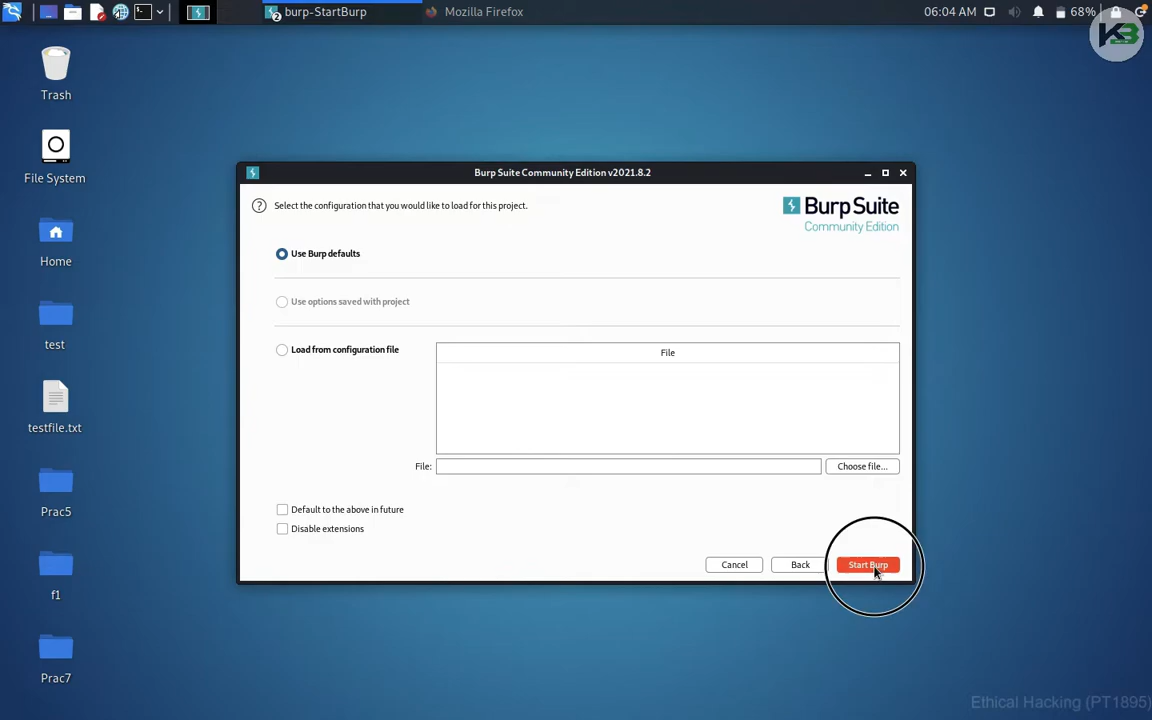 burp-StartBurp
Mozilla Firefox
06:04 AM
68%
K3
Trash
File System
Home
test
testfile.txt
Prac5
f1
Prac7
Burp Suite Community Edition v2021.8.2
Select the configuration that you would like to load for this project.
Burp Suite
Community Edition
Use Burp defaults
Use options saved with project
Load from configuration file
File
File:
Choose file...
Default to the above in future
Disable extensions
Cancel
Back
Start Burp
Ethical Hacking (PT1895)